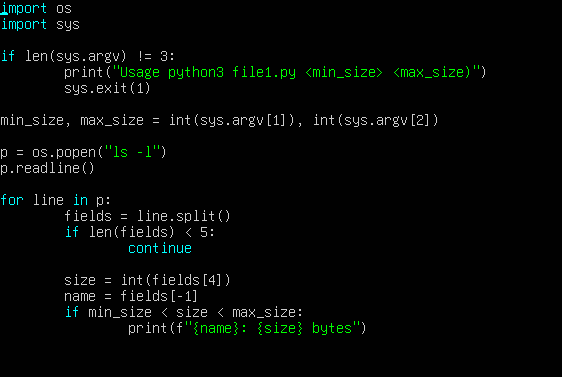 import os
import sys

if len(sys.argv) != 3:
        print("Usage python3 file1.py <min_size> <max_size)")
        sys.exit(1)

min_size, max_size = int(sys.argv[1]), int(sys.argv[2])

p = os.popen("ls -l")
p.readline()

for line in p:
        fields = line.split()
        if len(fields) < 5:
                continue

        size = int(fields[4])
        name = fields[-1]
        if min_size < size < max_size:
                print(f"{name}: {size} bytes")